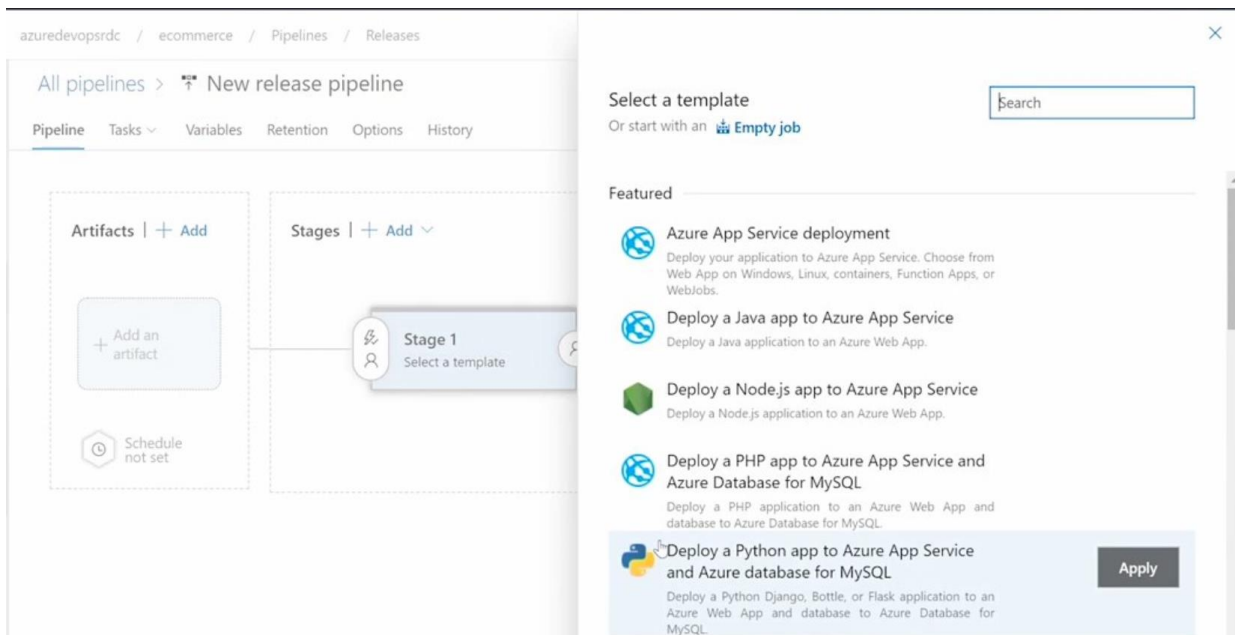 azuredevopsrdc / ecommerce / Pipelines / Releases
All pipelines > New release pipeline
Pipeline Tasks Variables Retention Options History
Artifacts | + Add
Stages | + Add
+ Add an
artifact
Stage 1
Select a template
Schedule
not set
Select a template
Search
Or start with an Empty job
Featured
Azure App Service deployment
Deploy your application to Azure App Service. Choose from
Web App on Windows, Linux, containers, Function Apps, or
WebJobs.
Deploy a Java app to Azure App Service
Deploy a Java application to an Azure Web App.
Deploy a Node.js app to Azure App Service
Deploy a Node.js application to an Azure Web App.
Deploy a PHP app to Azure App Service and
Azure Database for MySQL
Deploy a PHP application to an Azure Web App and
database to Azure Database for MySQL.
Deploy a Python app to Azure App Service
and Azure database for MySQL
Apply
Deploy a Python Django, Bottle, or Flask application to an
Azure Web App and database to Azure Database for
MySQL.